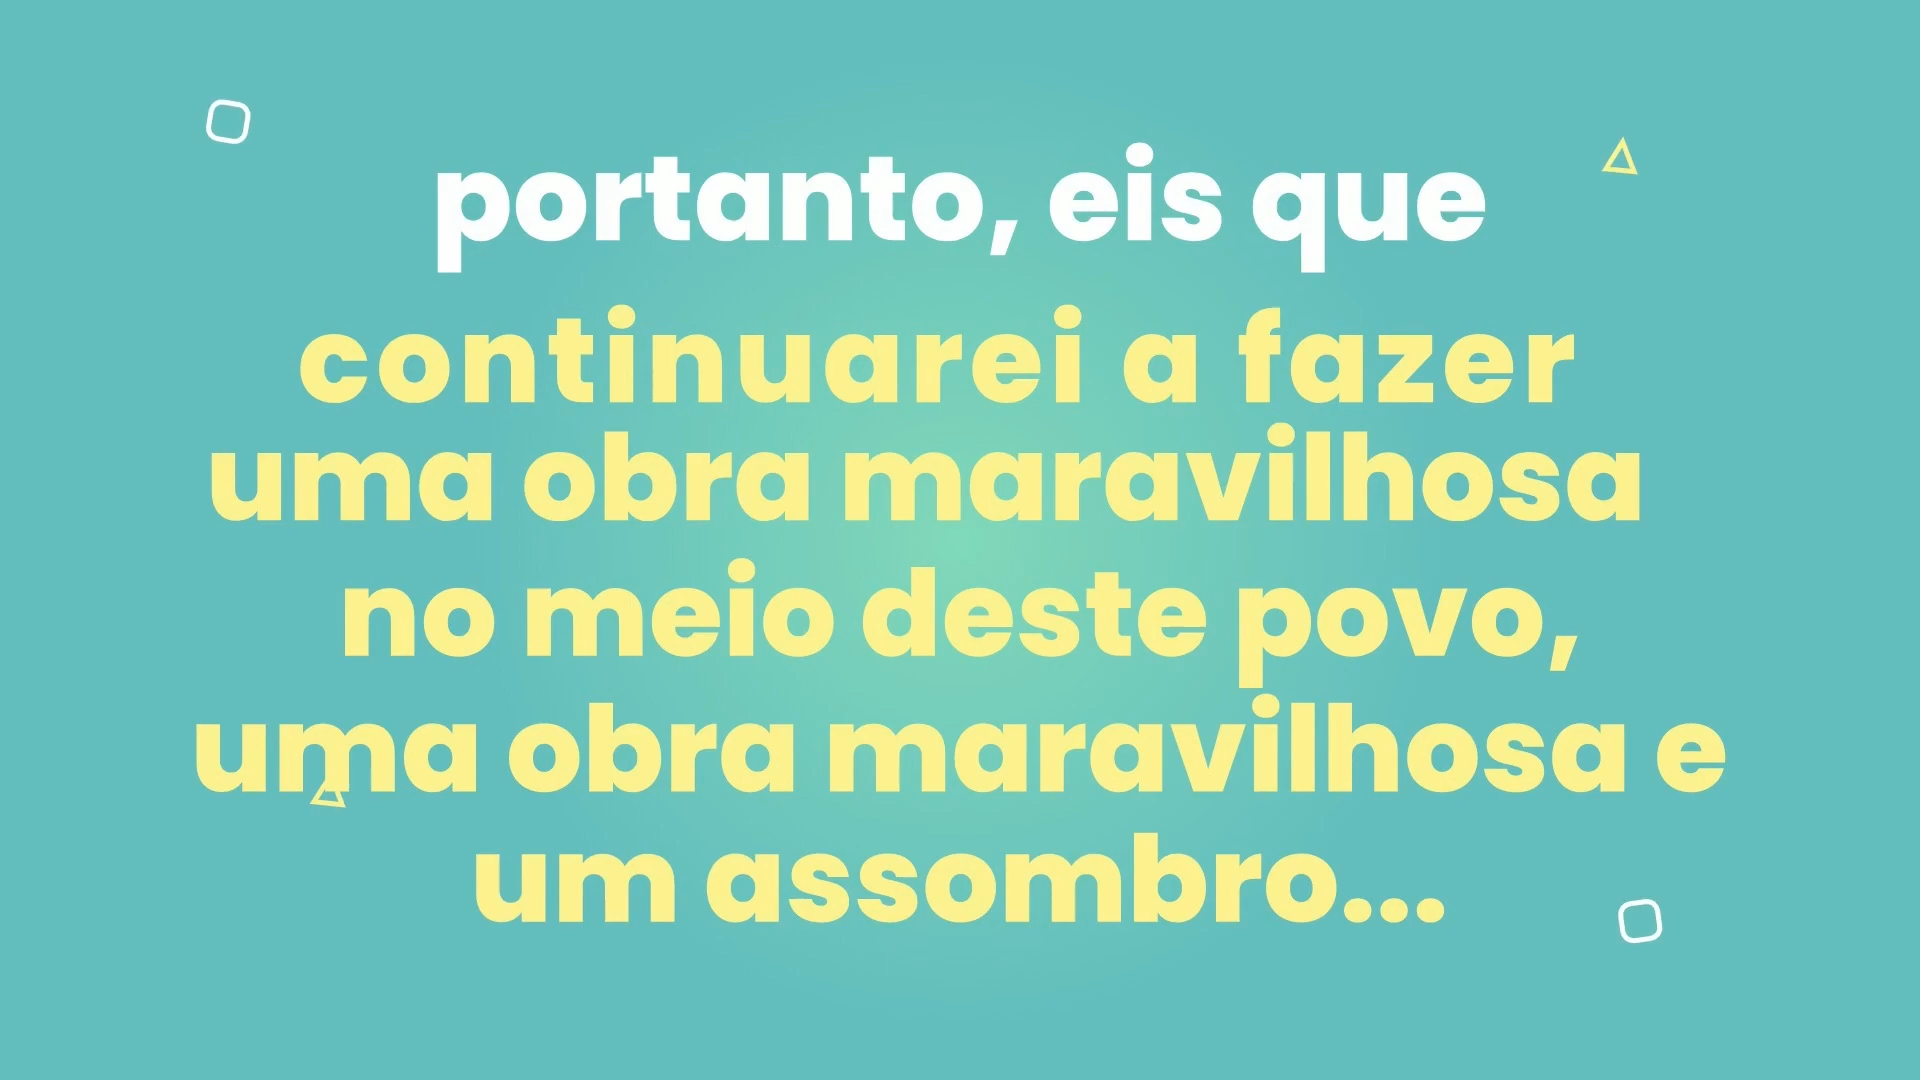 portanto, eis que
continuarei a fazer
uma obra maravilhosa
no meio deste povo,
uma obra maravilhosa e
um assombro...